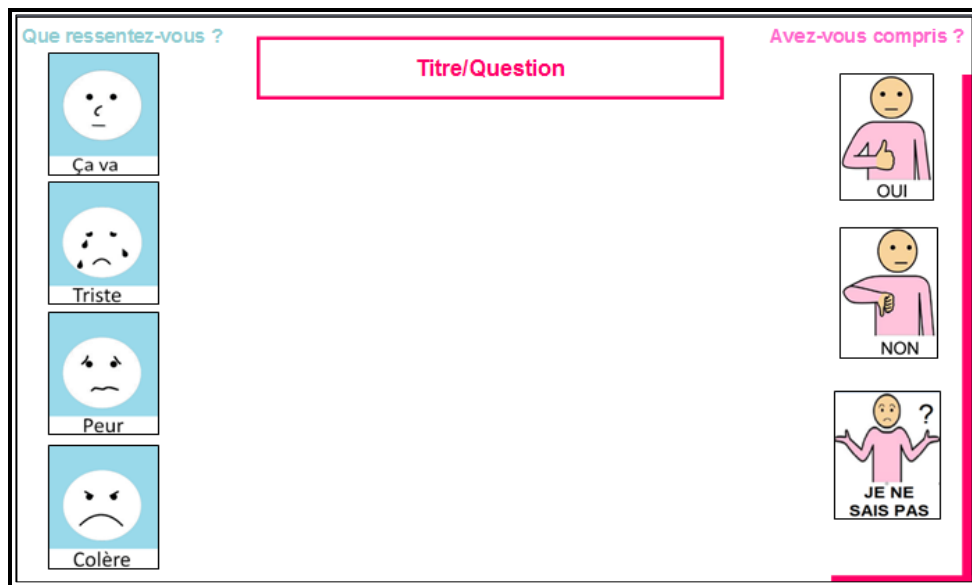 Que ressentez-vous ?
Ça va
Triste
Peur
Colère
Titre/Question
Avez-vous compris ?
OUI
NON
?
JE NE
SAIS PAS